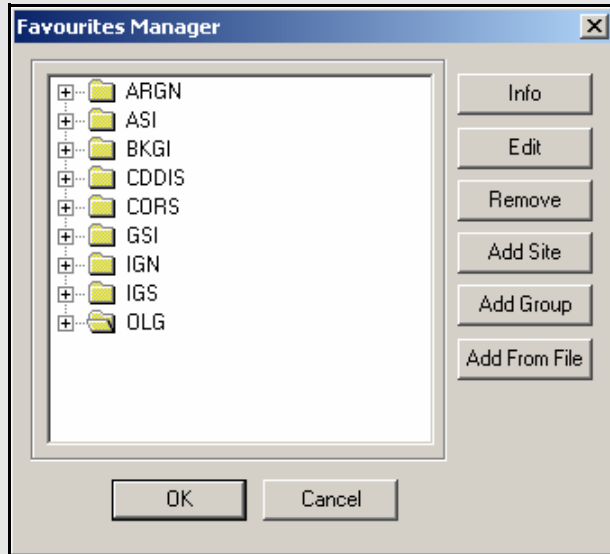 Favourites Manager
ARGN
ASI
BKGI
CDDIS
CORS
GSI
IGN
IGS
OLG
Info
Edit
Remove
Add Site
Add Group
Add From File
OK
Cancel